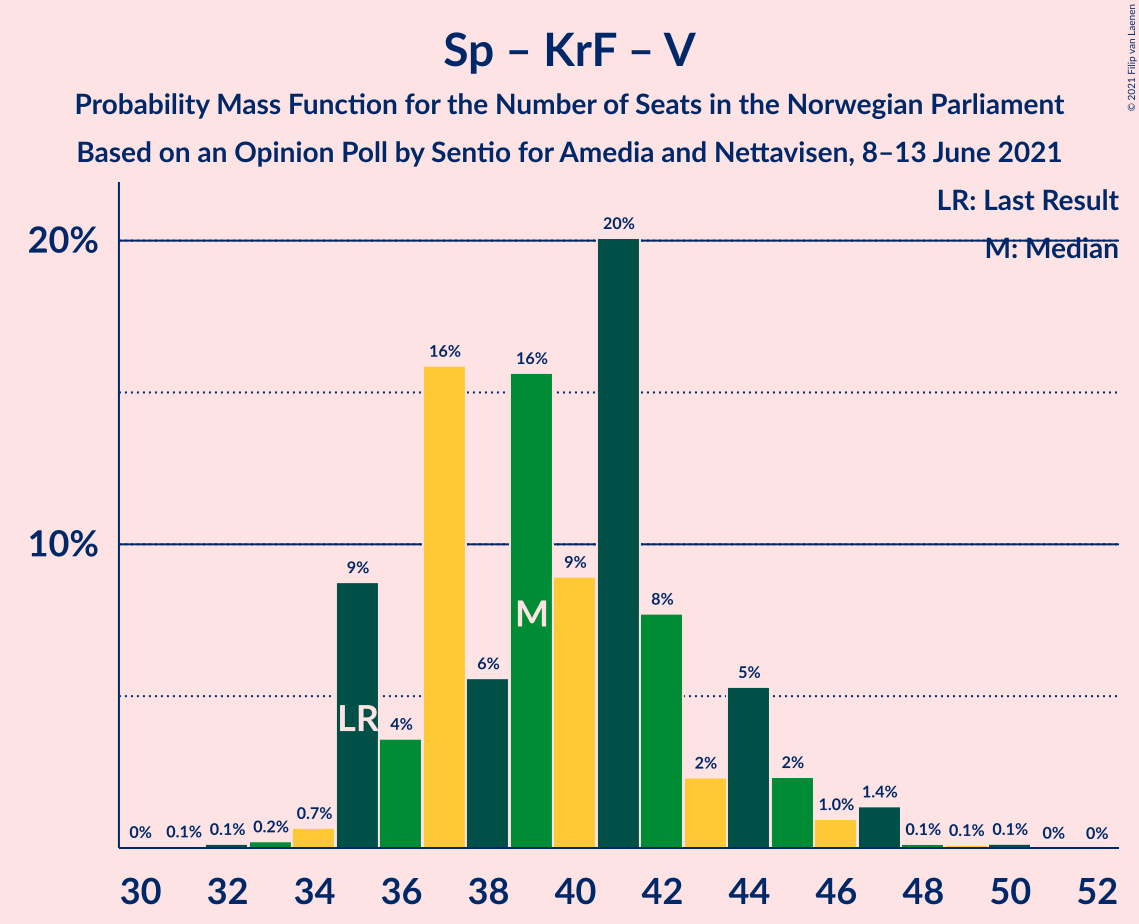 © 2021 Filip van Laenen
Sp – KrF – V
Probability Mass Function for the Number of Seats in the Norwegian Parliament
Based on an Opinion Poll by Sentio for Amedia and Nettavisen, 8–13 June 2021
LR: Last Result
M: Median
20%
10%
0% 0.1% 0.1% 0.2% 0.7% 9% 4% 16% 6% 16% 9% 20% 8% 2% 5% 2% 1.0% 1.4% 0.1% 0.1% 0.1% 0% 0%
LR
M
30 32 34 36 38 40 42 44 46 48 50 52